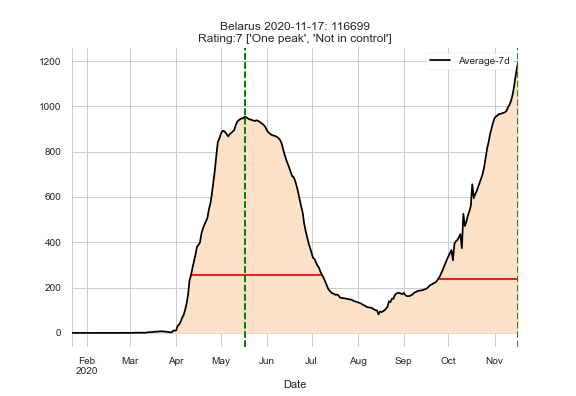 Belarus 2020-11-17: 116699
Rating:7 ['One peak', 'Not in control']
Average-7d
1200
1000
800
600
400
200
0
Feb Mar Apr May Jun Jul Aug Sep Oct Nov
2020
Date